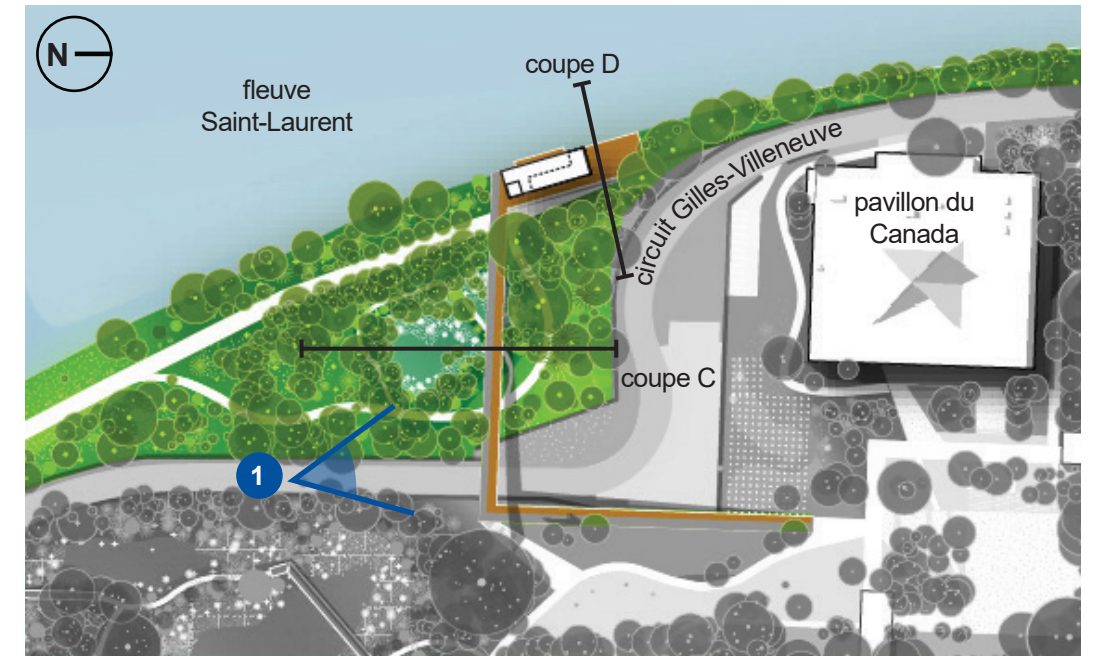 N
fleuve
Saint-Laurent
coupe D
circuit Gilles-Villeneuve
pavillon du
Canada
coupe C
1